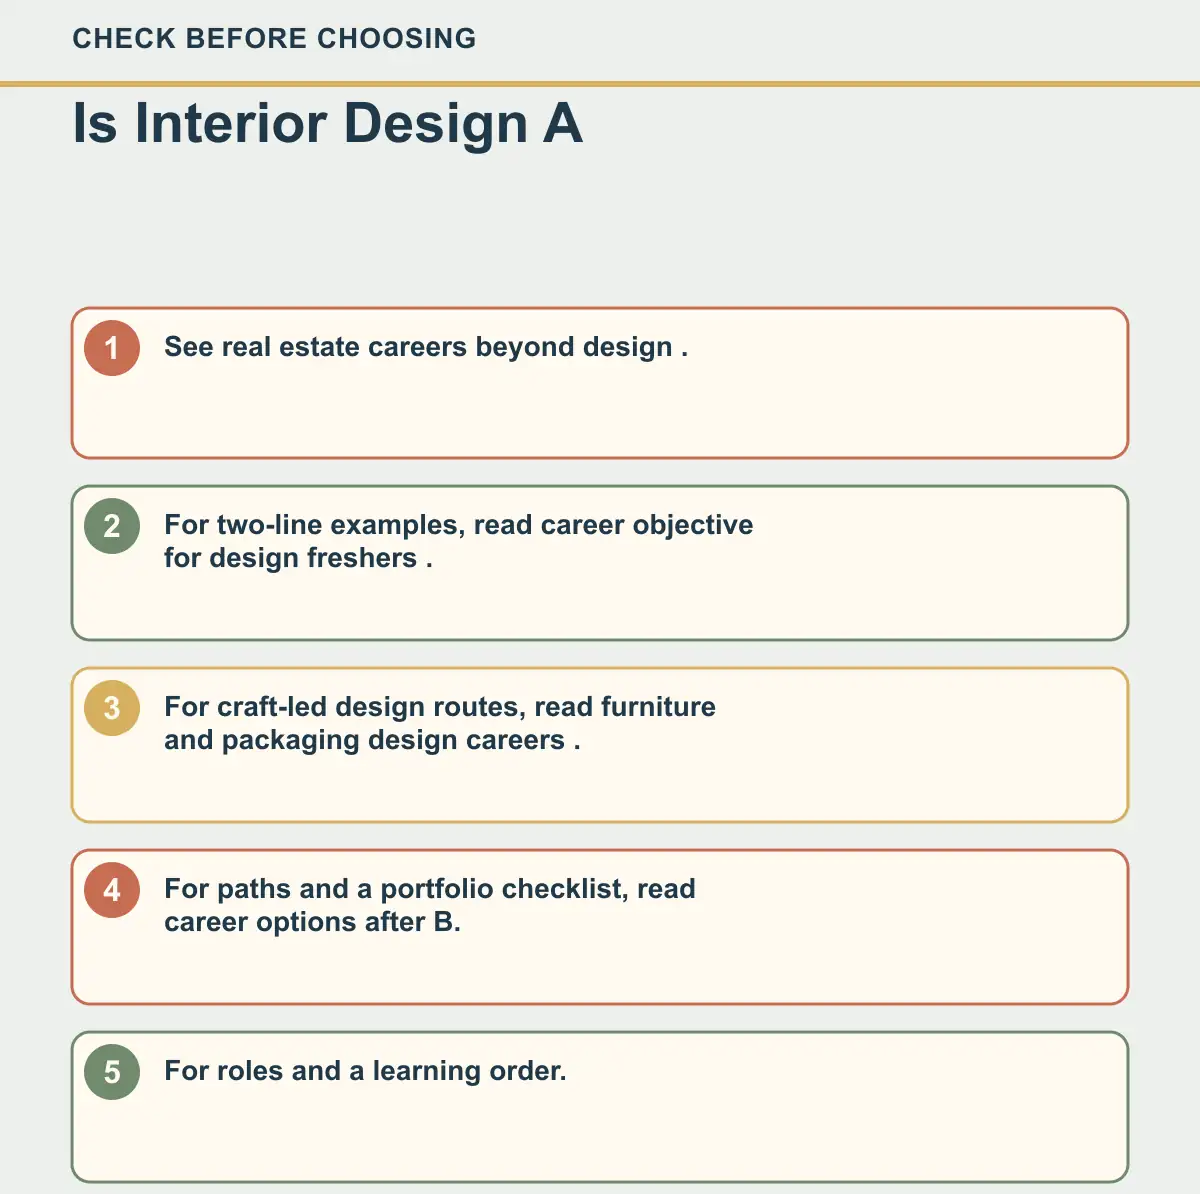 CHECK BEFORE CHOOSING
Is Interior Design A
1
See real estate careers beyond design .
2
For two-line examples, read career objective
for design freshers .
3
For craft-led design routes, read furniture
and packaging design careers .
4
For paths and a portfolio checklist, read
career options after B.
5
For roles and a learning order.